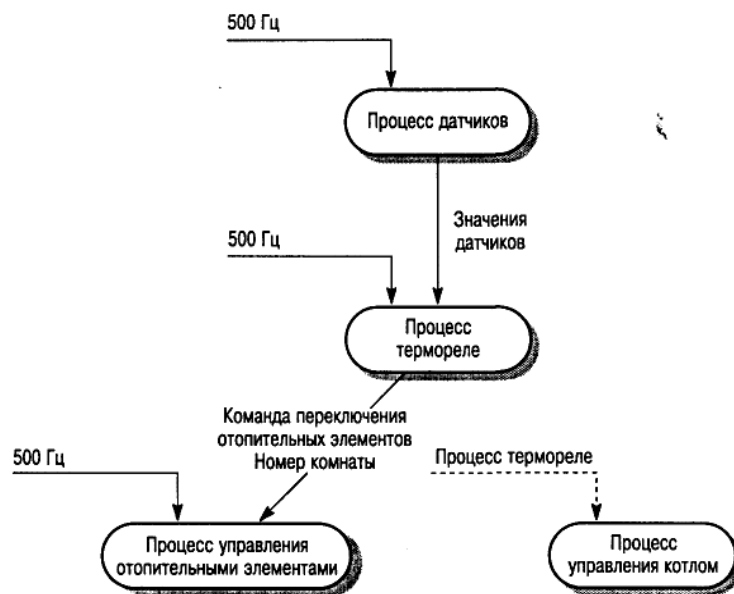 500 Гц
Процесс датчиков
Значения
датчиков
500 Гц
Процесс
термореле
Команда переключения
отопительных элементов
Номер комнаты
500 Гц
Процесс термореле
Процесс управления
отопительными элементами
Процесс
управления котлом